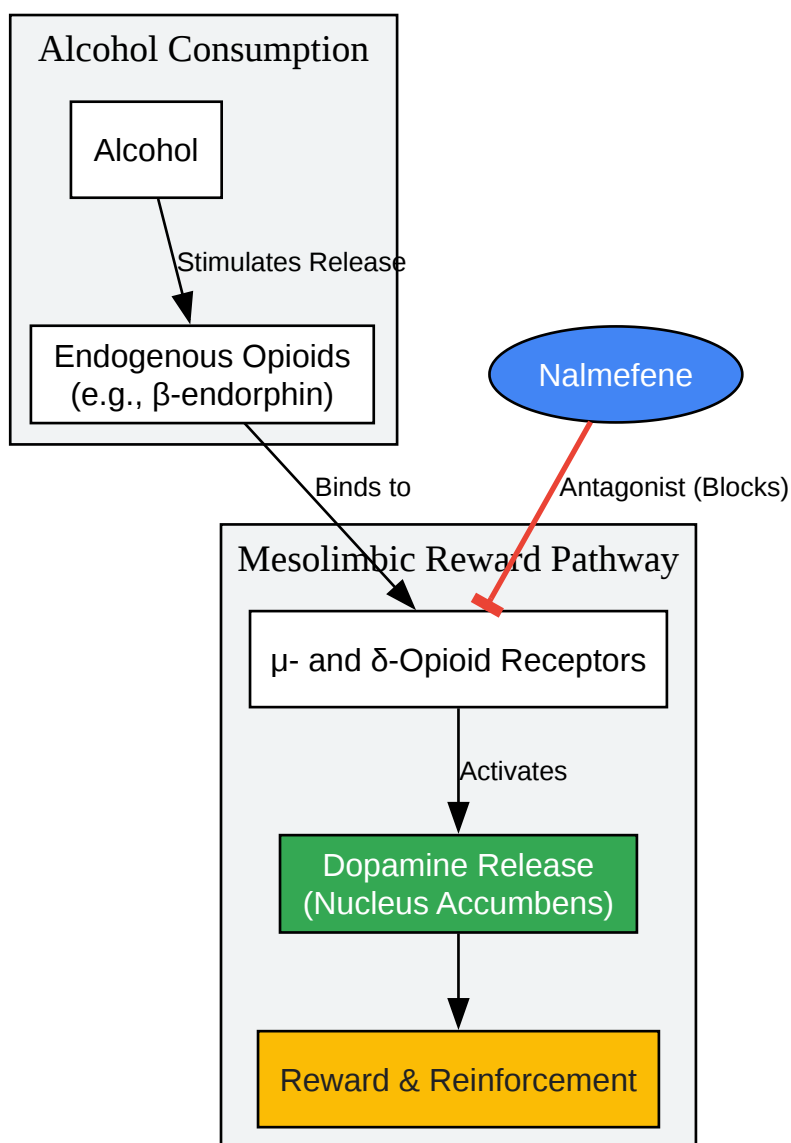 Alcohol Consumption
Alcohol
Stimulates Release
Endogenous Opioids
(e.g., β-endorphin)
Nalmefene
Binds to
Antagonist (Blocks)
Mesolimbic Reward Pathway
μ- and δ-Opioid Receptors
Activates
Dopamine Release
(Nucleus Accumbens)
Reward & Reinforcement